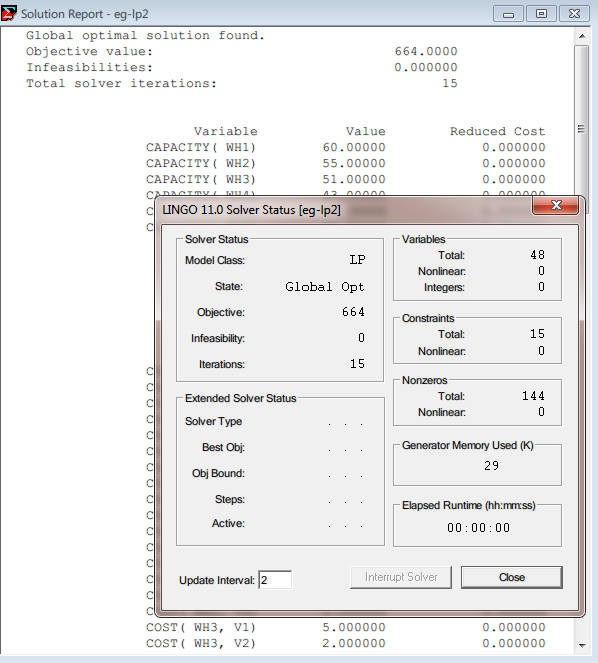 Solution Report - eg-lp2
Global optimal solution found.
Objective value: 664.0000
Infeasibilities: 0.000000
Total solver iterations: 15
Variable Value Reduced Cost
CAPACITY( WH1) 60.00000 0.000000
CAPACITY( WH2) 55.00000 0.000000
CAPACITY( WH3) 51.00000 0.000000
CAPACITY( WH4) 43.00000 0.000000
LINGO 11.0 Solver Status [eg-lp2]
Solver Status
Model Class: LP
State: Global Opt
Objective: 664
Infeasibility: 0
Iterations: 15
Extended Solver Status
Solver Type . . .
Best Obj: . . .
Obj Bound: . . .
Steps: . . .
Active: . . .
Variables
Total: 48
Nonlinear: 0
Integers: 0
Constraints
Total: 15
Nonlinear: 0
Nonzeros
Total: 144
Nonlinear: 0
Generator Memory Used (K)
29
Elapsed Runtime (hh:mm:ss)
00:00:00
Update Interval: 2
Interrupt Solver
Close
COST( WH3, V1) 5.000000 0.000000
COST( WH3, V2) 2.000000 0.000000